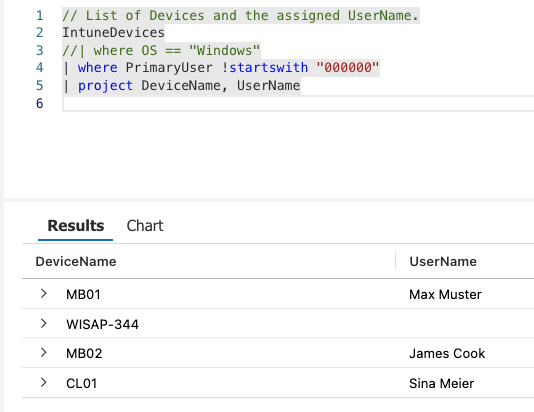 1 // List of Devices and the assigned UserName.
2 IntuneDevices
3 //| where OS == "Windows"
4 | where PrimaryUser !startswith "000000"
5 | project DeviceName, UserName
6
Results Chart
DeviceName UserName
MB01 Max Muster
WISAP-344
MB02 James Cook
CL01 Sina Meier